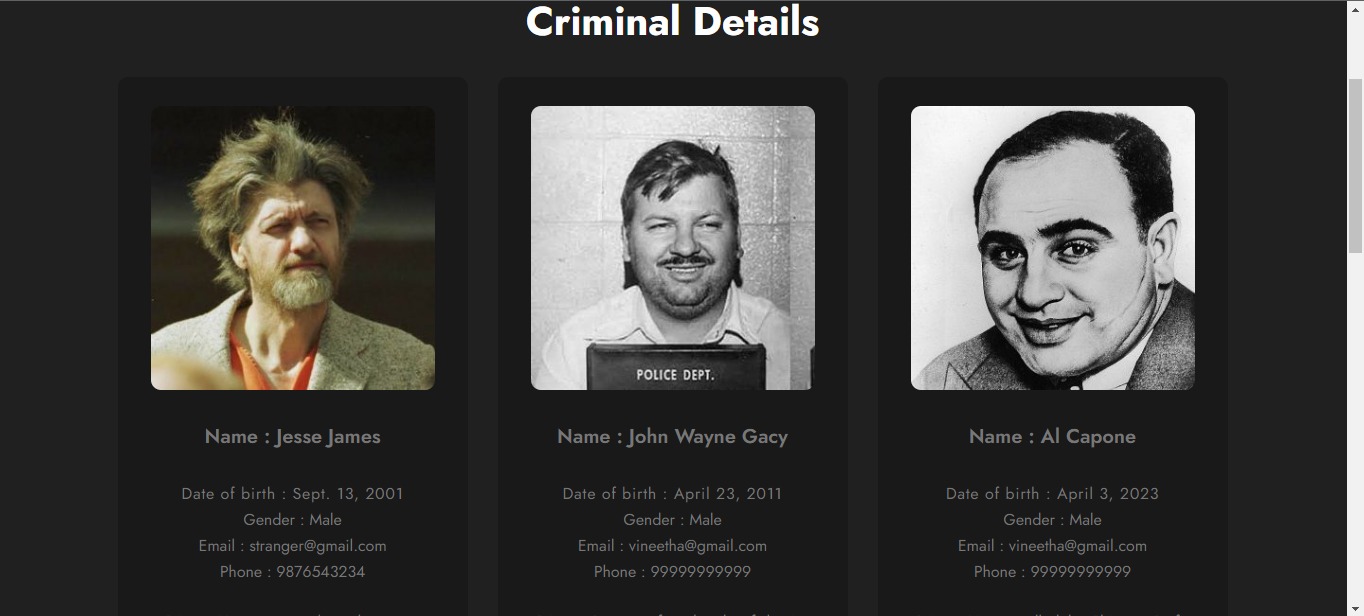 Criminal Details
POLICE DEPT.
Name : Jesse James
Date of birth : Sept. 13, 2001
Gender : Male
Email : stranger@gmail.com
Phone : 9876543234
Name : John Wayne Gacy
Date of birth : April 23, 2011
Gender : Male
Email : vineetha@gmail.com
Phone : 99999999999
Name : Al Capone
Date of birth : April 3, 2023
Gender : Male
Email : vineetha@gmail.com
Phone : 99999999999